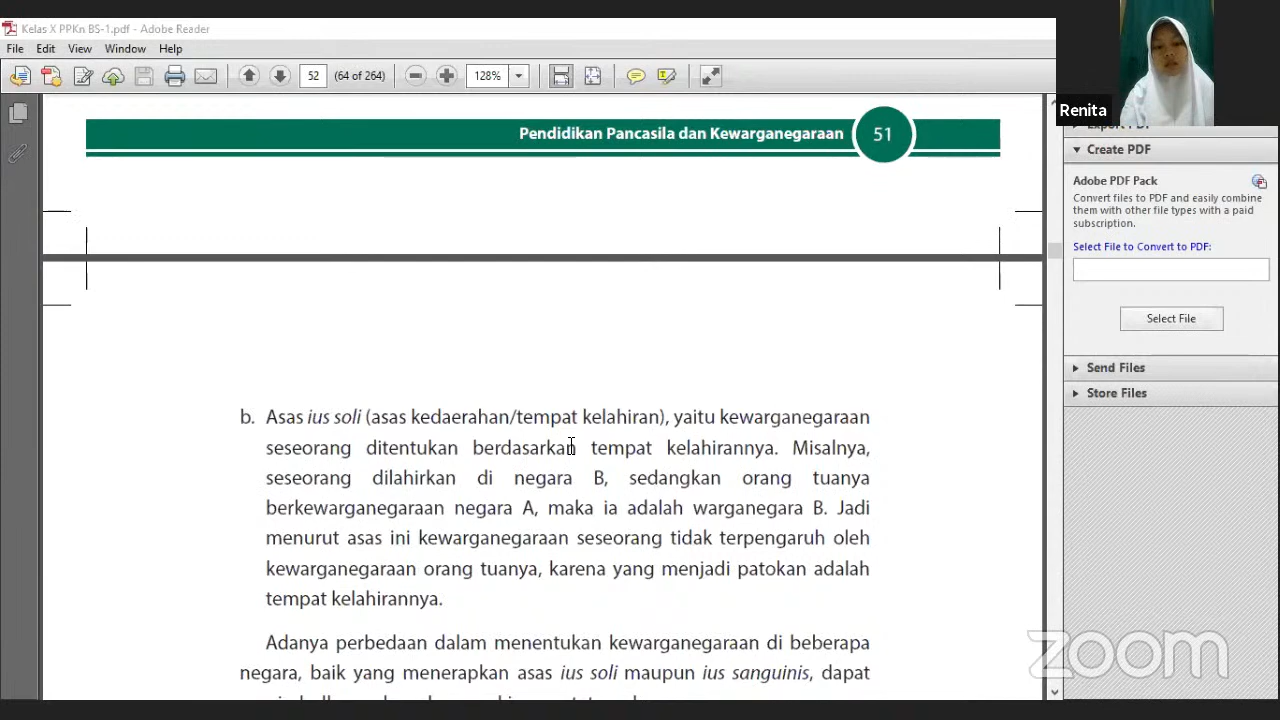 Kelas X PPKn BS-1.pdf - Adobe Reader
File Edit View Window Help
52 (64 of 264) 128%
Renita
Pendidikan Pancasila dan Kewarganegaraan 51
Export PDF
Create PDF
Adobe PDF Pack
Convert files to PDF and easily combine
them with other file types with a paid
subscription.
Select File to Convert to PDF:
Select File
Send Files
Store Files
b. Asas ius soli (asas kedaerahan/tempat kelahiran), yaitu kewarganegaraan
seseorang ditentukan berdasarkan tempat kelahirannya. Misalnya,
seseorang dilahirkan di negara B, sedangkan orang tuanya
berkewarganegaraan negara A, maka ia adalah warganegara B. Jadi
menurut asas ini kewarganegaraan seseorang tidak terpengaruh oleh
kewarganegaraan orang tuanya, karena yang menjadi patokan adalah
tempat kelahirannya.
Adanya perbedaan dalam menentukan kewarganegaraan di beberapa
negara, baik yang menerapkan asas ius soli maupun ius sanguinis, dapat
zoom